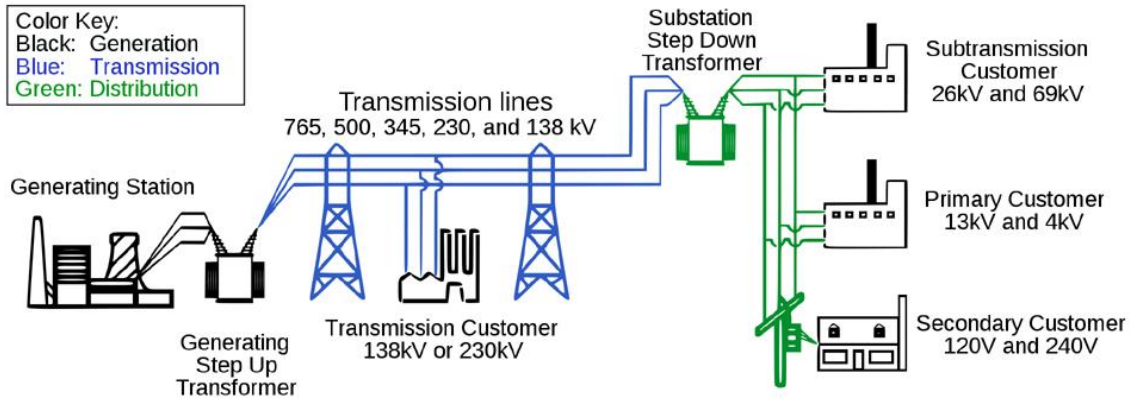 Color Key:
Black: Generation
Blue: Transmission
Green: Distribution
Substation
Step Down
Transformer
Subtransmission
Customer
26kV and 69kV
Transmission lines
765, 500, 345, 230, and 138 kV
Generating Station
Primary Customer
13kV and 4kV
Transmission Customer
138kV or 230kV
Generating
Step Up
Transformer
Secondary Customer
120V and 240V